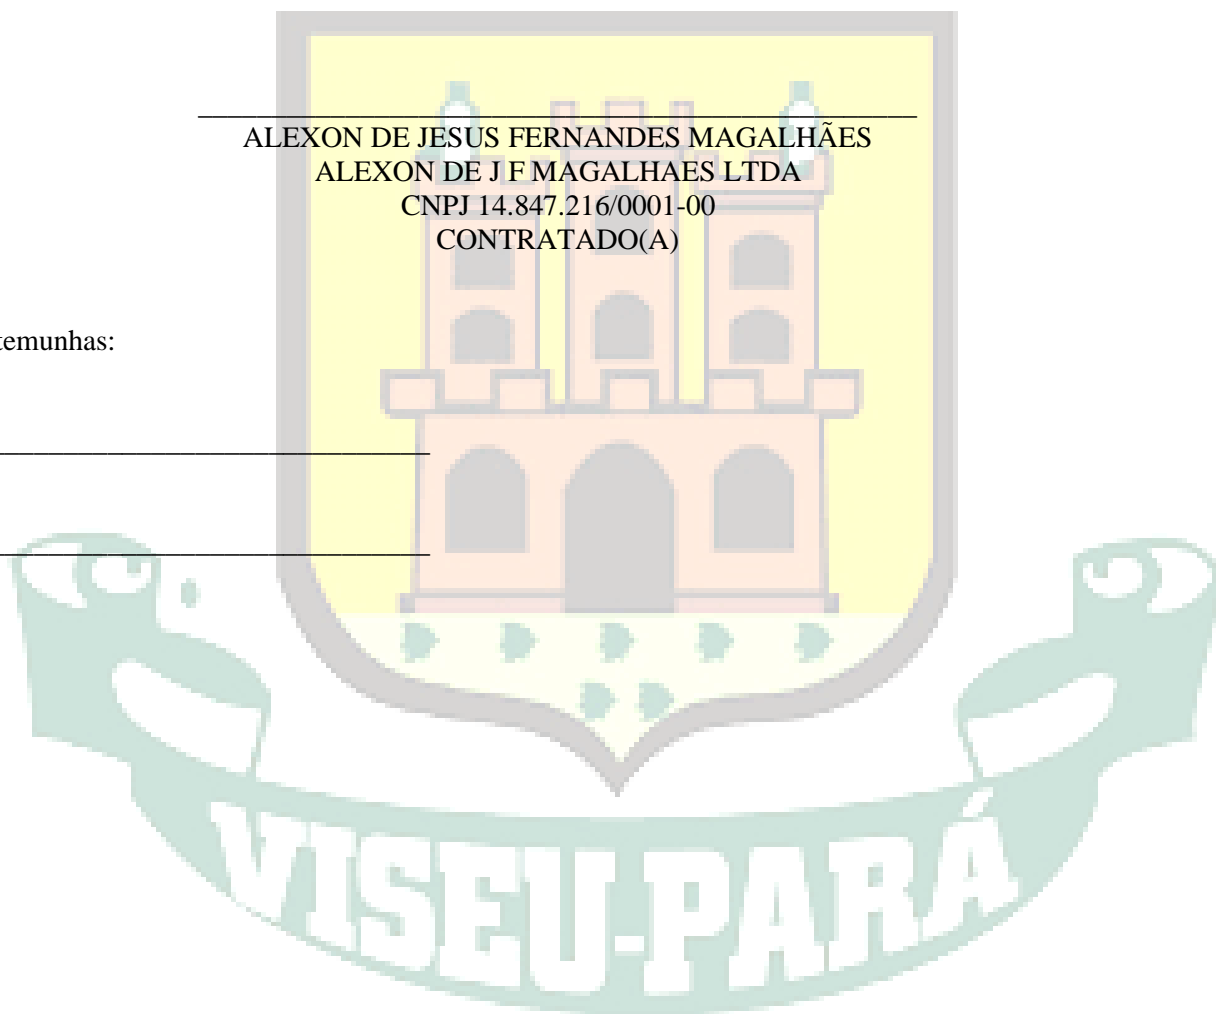 ALEXON DE JESUS FERNANDES MAGALHÃES
ALEXON DE J F MAGALHAES LTDA
CNPJ 14.847.216/0001-00
CONTRATADO(A)
temunhas:
VISEU-PARÁ